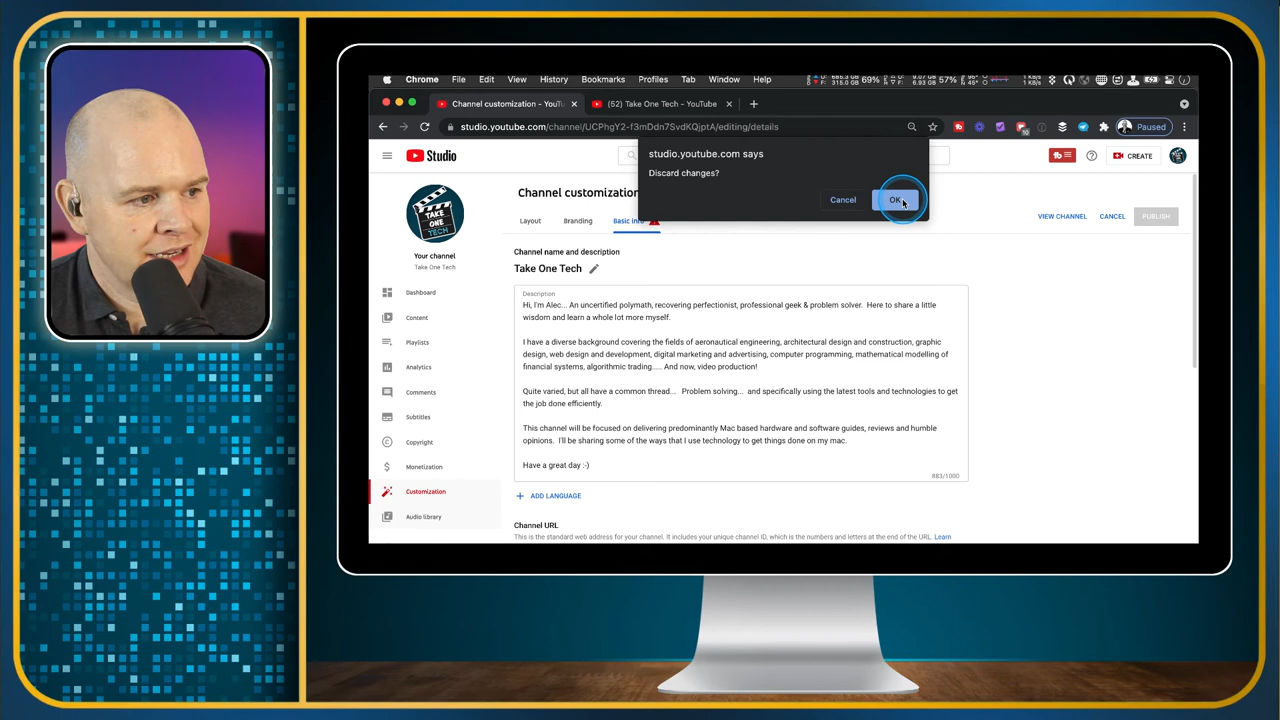 Chrome File Edit View History Bookmarks Profiles Tab Window Help
69% 57%
Channel customization - YouTu
(52) Take One Tech - YouTube
studio.youtube.com/channel/UCPhgY2-f3mDdn7SvdKQjptA/editing/details
10
Paused
Studio
CREATE
studio.youtube.com says
Discard changes?
Cancel OK
TAKE ONE
TECH
Your channel
Take One Tech
Dashboard
Content
Playlists
Analytics
Comments
Subtitles
Copyright
Monetization
Customization
Audio library
Channel customization
Layout Branding Basic info
VIEW CHANNEL CANCEL PUBLISH
Channel name and description
Take One Tech
Description
Hi, I'm Alec... An uncertified polymath, recovering perfectionist, professional geek & problem solver. Here to share a little
wisdom and learn a whole lot more myself.
I have a diverse background covering the fields of aeronautical engineering, architectural design and construction, graphic
design, web design and development, digital marketing and advertising, computer programming, mathematical modelling of
financial systems, algorithmic trading..... And now, video production!
Quite varied, but all have a common thread... Problem solving... and specifically using the latest tools and technologies to get
the job done efficiently.
This channel will be focused on delivering predominantly Mac based hardware and software guides, reviews and humble
opinions. I'll be sharing some of the ways that I use technology to get things done on my mac.
Have a great day :-)
883/1000
ADD LANGUAGE
Channel URL
This is the standard web address for your channel. It includes your unique channel ID, which is the numbers and letters at the end of the URL. Learn